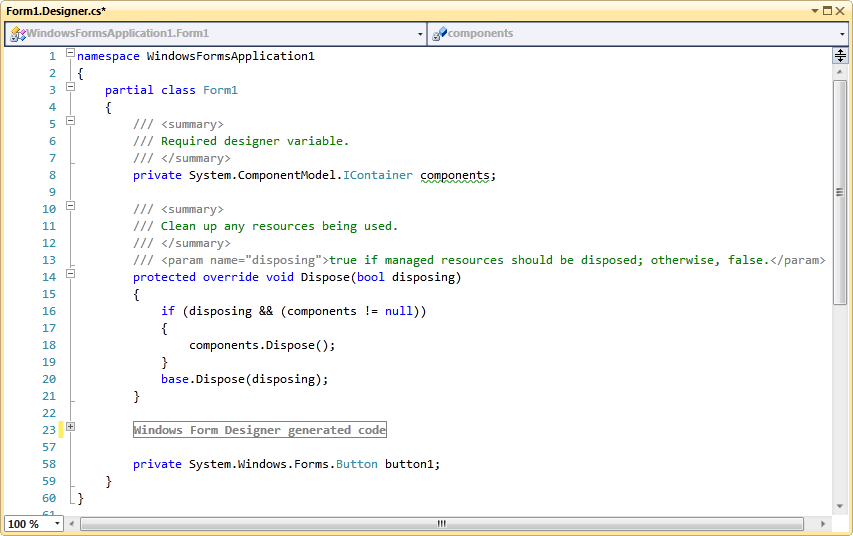 Form1.Designer.cs*
WindowsFormsApplication1.Form1 components
1 namespace WindowsFormsApplication1
2 {
3 partial class Form1
4 {
5 /// <summary>
6 /// Required designer variable.
7 /// </summary>
8 private System.ComponentModel.IContainer components;
9
10 /// <summary>
11 /// Clean up any resources being used.
12 /// </summary>
13 /// <param name="disposing">true if managed resources should be disposed; otherwise, false.</param>
14 protected override void Dispose(bool disposing)
15 {
16 if (disposing && (components != null))
17 {
18 components.Dispose();
19 }
20 base.Dispose(disposing);
21 }
22
23 Windows Form Designer generated code
57
58 private System.Windows.Forms.Button button1;
59 }
60 }
61
100 %